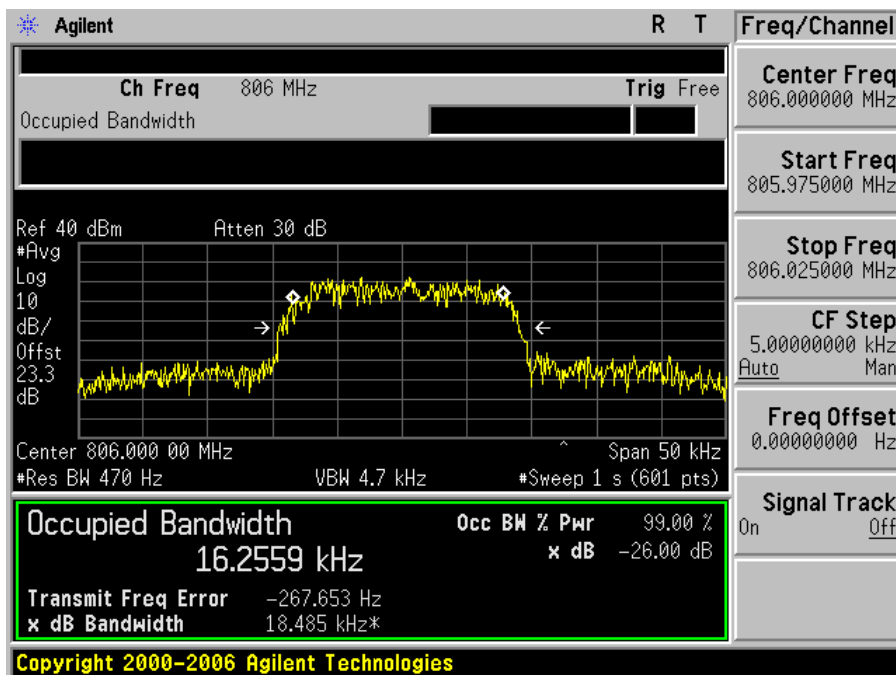 Agilent R T
Freq/Channel
Ch Freq 806 MHz Trig Free
Occupied Bandwidth
Center Freq
806.000000 MHz
Start Freq
805.975000 MHz
Stop Freq
806.025000 MHz
CF Step
5.00000000 kHz
Auto Man
Freq Offset
0.00000000 Hz
Signal Track
On Off
Ref 40 dBm Atten 30 dB
#Avg
Log
10
dB/
Offst
23.3
dB
Center 806.000 00 MHz ^ Span 50 kHz
#Res BW 470 Hz VBW 4.7 kHz #Sweep 1 s (601 pts)
Occupied Bandwidth
16.2559 kHz
Occ BW % Pwr 99.00 %
x dB -26.00 dB
Transmit Freq Error -267.653 Hz
x dB Bandwidth 18.485 kHz*
Copyright 2000-2006 Agilent Technologies